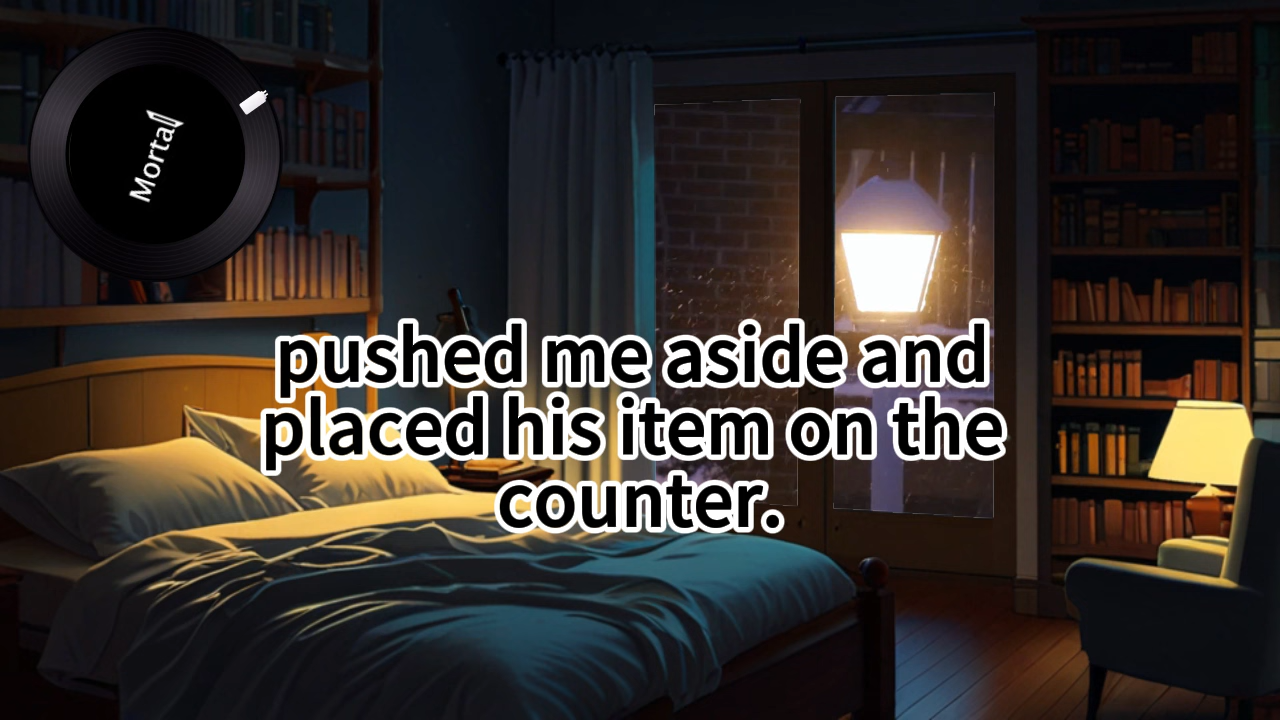 Mortal
pushed me aside and
placed his item on the
counter.